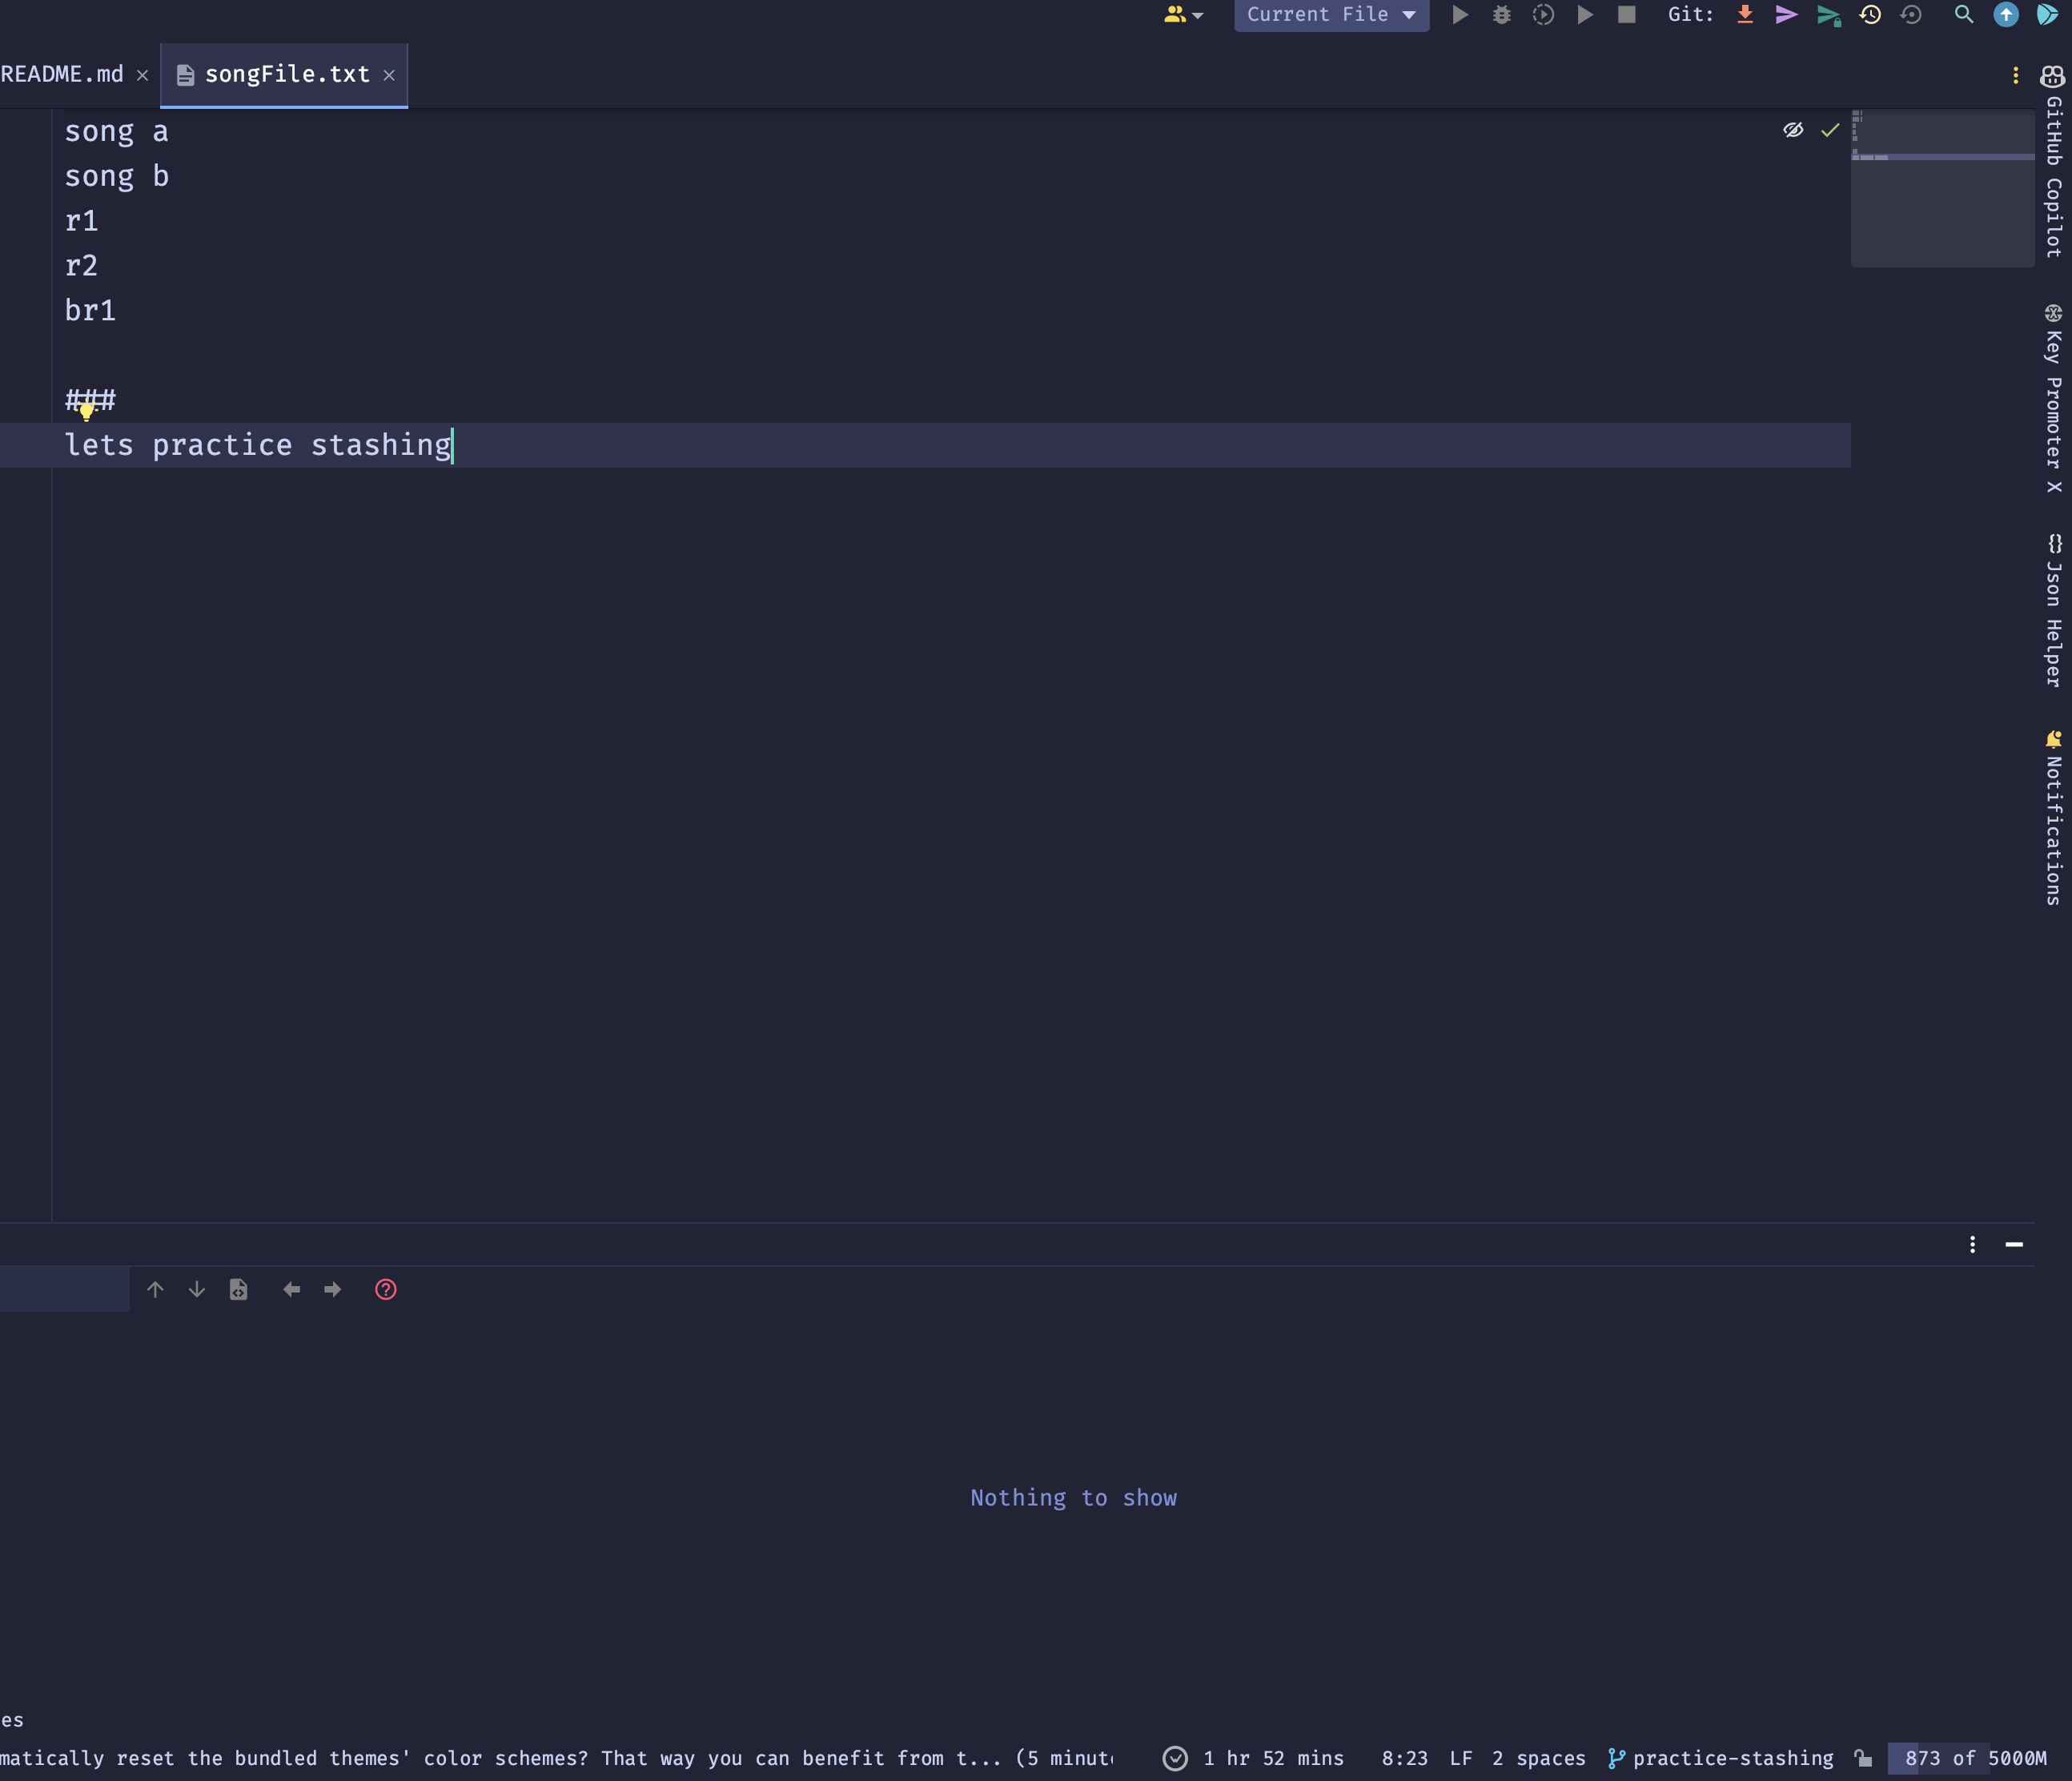 Current File
Git:
README.md
songFile.txt
song a
song b
r1
r2
br1
###
lets practice stashing
GitHub Copilot
Key Promoter X
Json Helper
Notifications
Nothing to show
es
matically reset the bundled themes' color schemes? That way you can benefit from t... (5 minut
1 hr 52 mins
8:23 LF 2 spaces practice-stashing 873 of 5000M